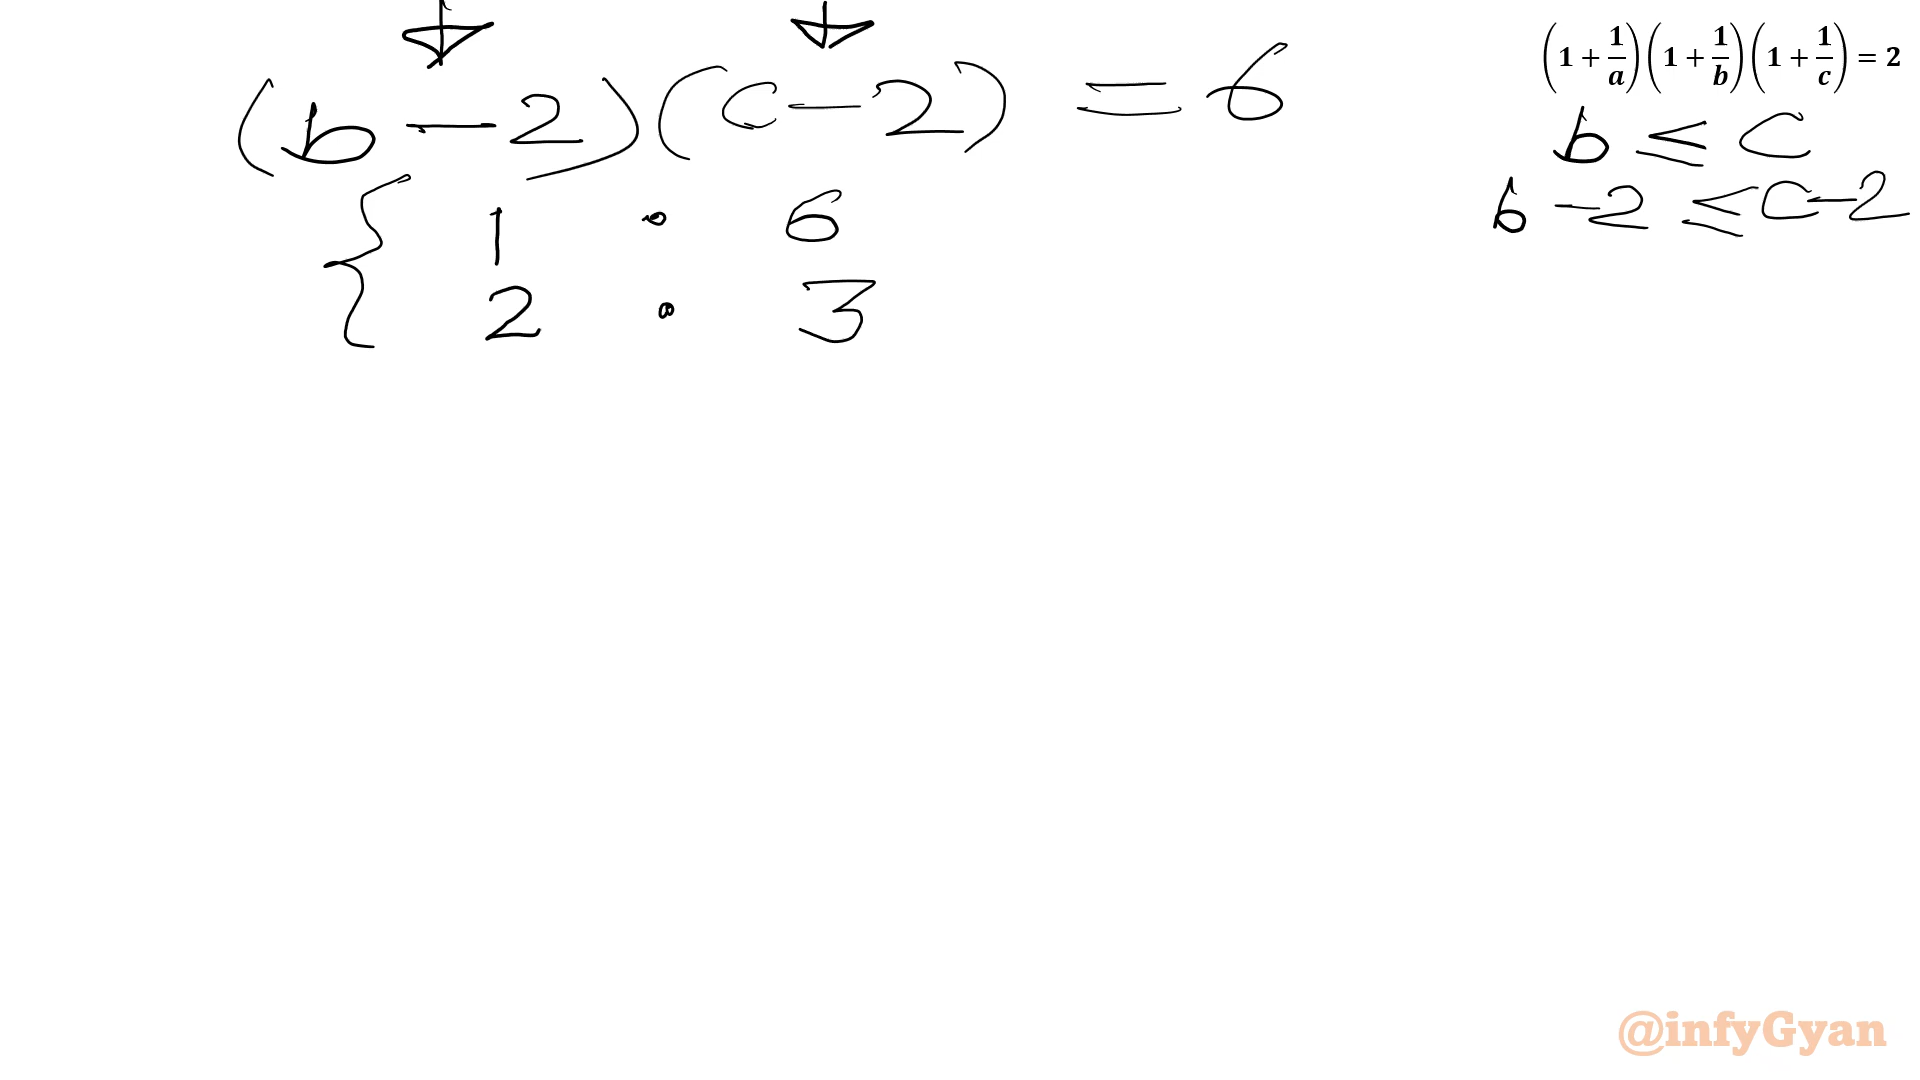 (b - 2)(c - 2) = 6
{ 1 · 6
2 · 3
(1 + 1/a)(1 + 1/b)(1 + 1/c) = 2
b ≤ c
b - 2 ≤ c - 2
@infyGyan